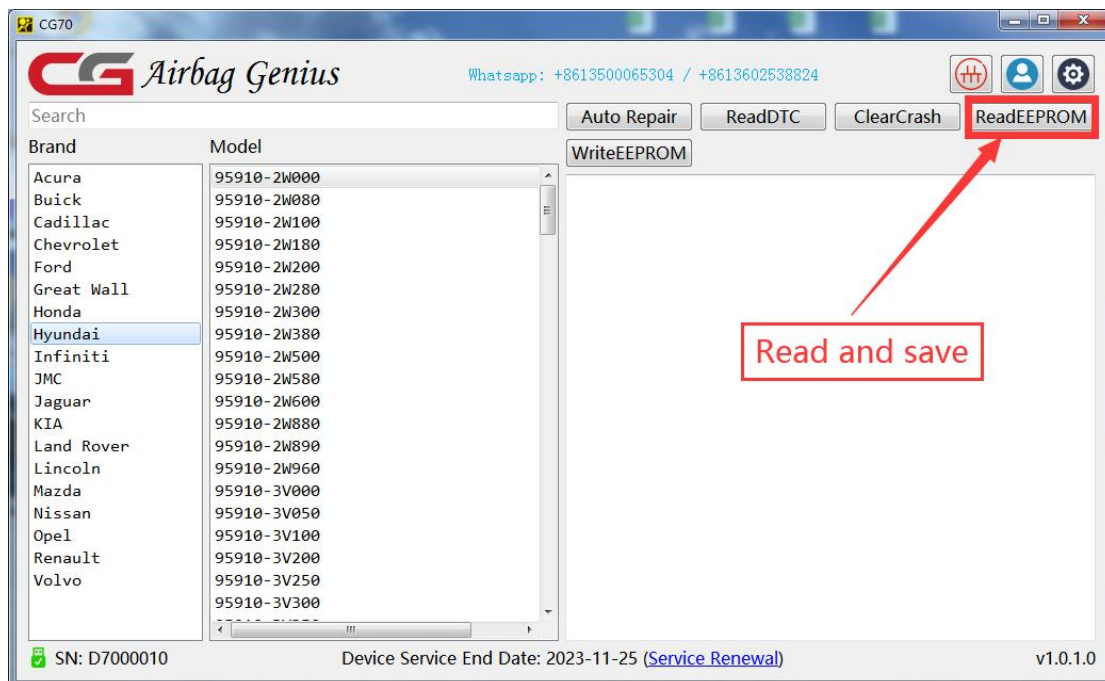 CG70
CG Airbag Genius
Whatsapp: +8613500065304 / +8613602538824
Search
Auto Repair
ReadDTC
ClearCrash
ReadEEPROM
Brand
Model
WriteEEPROM
Acura
Buick
Cadillac
Chevrolet
Ford
Great Wall
Honda
Hyundai
Infiniti
JMC
Jaguar
KIA
Land Rover
Lincoln
Mazda
Nissan
Opel
Renault
Volvo
95910-2W000
95910-2W080
95910-2W100
95910-2W180
95910-2W200
95910-2W280
95910-2W300
95910-2W380
95910-2W500
95910-2W580
95910-2W600
95910-2W880
95910-2W890
95910-2W960
95910-3V000
95910-3V050
95910-3V100
95910-3V200
95910-3V250
95910-3V300
Read and save
SN: D7000010
Device Service End Date: 2023-11-25 (Service Renewal)
v1.0.1.0